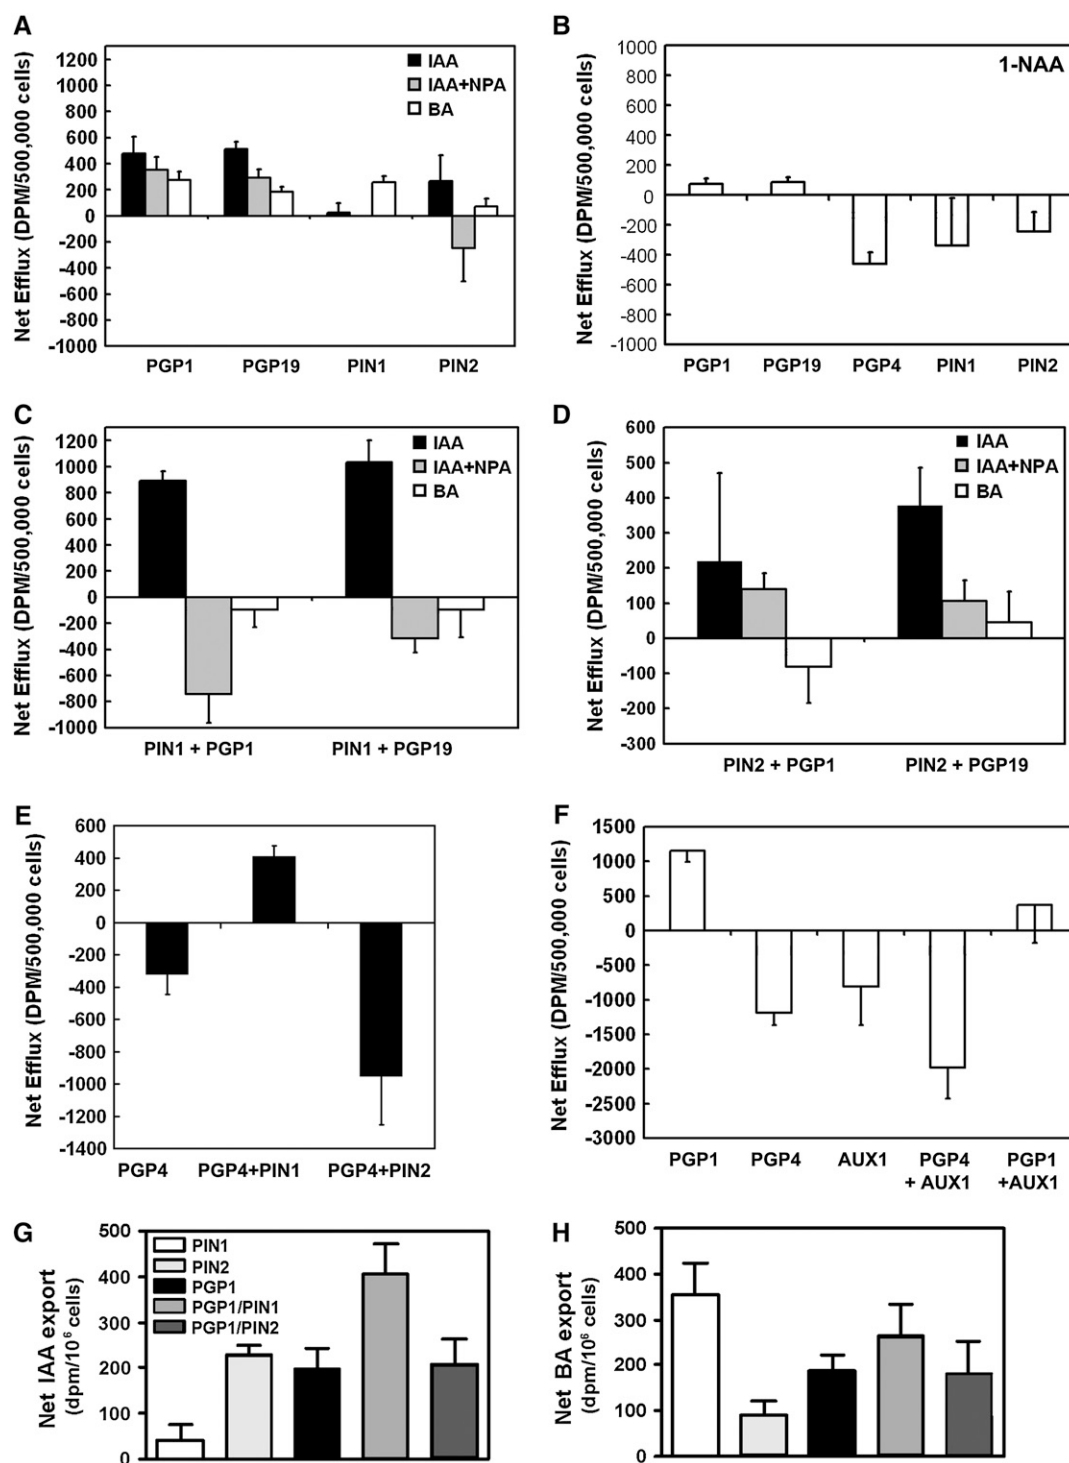 A
Net Efflux (DPM/500,000 cells)
1200
1000
800
600
400
200
0
-200
-400
-600
-800
-1000
IAA
IAA+NPA
BA
PGP1 PGP19 PIN1 PIN2
B
Net Efflux (DPM/500,000 cells)
1000
800
600
400
200
0
-200
-400
-600
-800
-1000
1-NAA
PGP1 PGP19 PGP4 PIN1 PIN2
C
Net Efflux (DPM/500,000 cells)
1200
1000
800
600
400
200
0
-200
-400
-600
-800
-1000
IAA
IAA+NPA
BA
PIN1 + PGP1 PIN1 + PGP19
D
Net Efflux (DPM/500,000 cells)
600
500
400
300
200
100
0
-100
-200
-300
IAA
IAA+NPA
BA
PIN2 + PGP1 PIN2 + PGP19
E
Net Efflux (DPM/500,000 cells)
600
400
200
0
-200
-400
-600
-800
-1000
-1200
-1400
PGP4 PGP4+PIN1 PGP4+PIN2
F
Net Efflux (DPM/500,000 cells)
1500
1000
500
0
-500
-1000
-1500
-2000
-2500
-3000
PGP1 PGP4 AUX1 PGP4 PGP1
+ AUX1 +AUX1
G
Net IAA export
(dpm/10⁶ cells)
500
400
300
200
100
0
PIN1
PIN2
PGP1
PGP1/PIN1
PGP1/PIN2
H
Net BA export
(dpm/10⁶ cells)
500
400
300
200
100
0